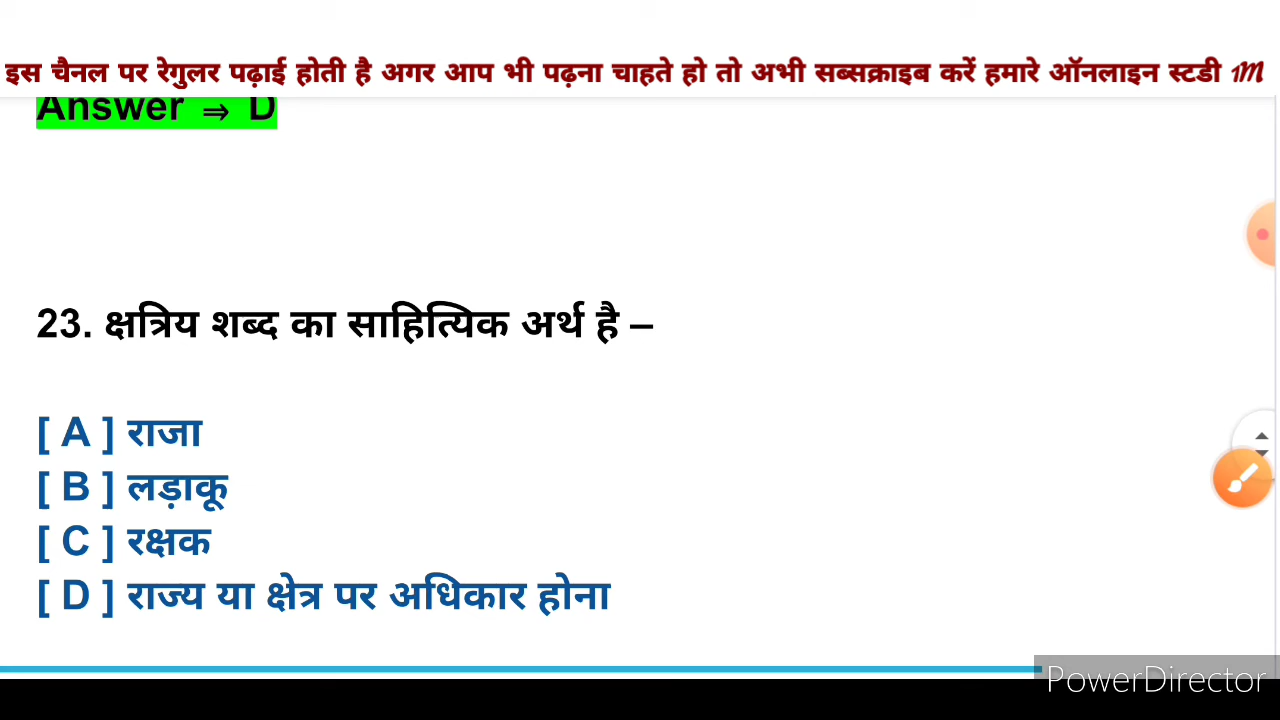 इस चैनल पर रेगुलर पढ़ाई होती है अगर आप भी पढ़ना चाहते हो तो अभी सब्सक्राइब करें हमारे ऑनलाइन स्टडी 1M
Answer ⇒ D
23. क्षत्रिय शब्द का साहित्यिक अर्थ है –
[ A ] राजा
[ B ] लड़ाकू
[ C ] रक्षक
[ D ] राज्य या क्षेत्र पर अधिकार होना
PowerDirector